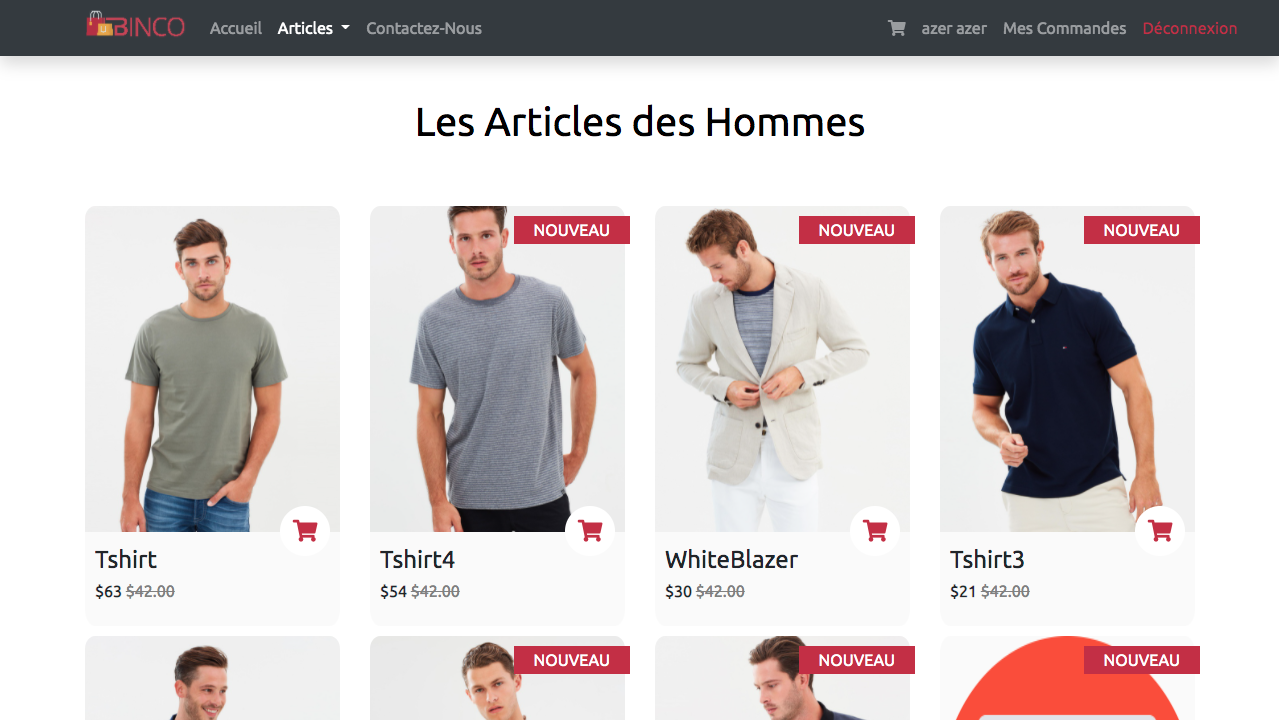 BINCO Accueil Articles Contactez-Nous azer azer Mes Commandes Déconnexion
Les Articles des Hommes
NOUVEAU NOUVEAU NOUVEAU
Tshirt Tshirt4 WhiteBlazer Tshirt3
$63 $42.00 $54 $42.00 $30 $42.00 $21 $42.00
NOUVEAU NOUVEAU NOUVEAU